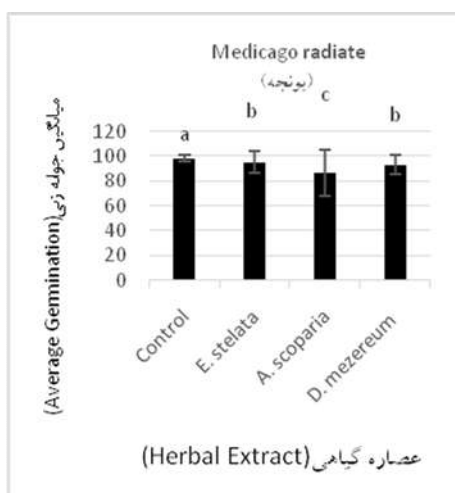 Medicago radiate
(یونجه)
a
b
c
b
120
100
80
60
40
20
0
میانگین جوانه زنی (Average Germination)
Control
E. stelata
A. scoparia
D. mezereum
عصاره گیاهی (Herbal Extract)